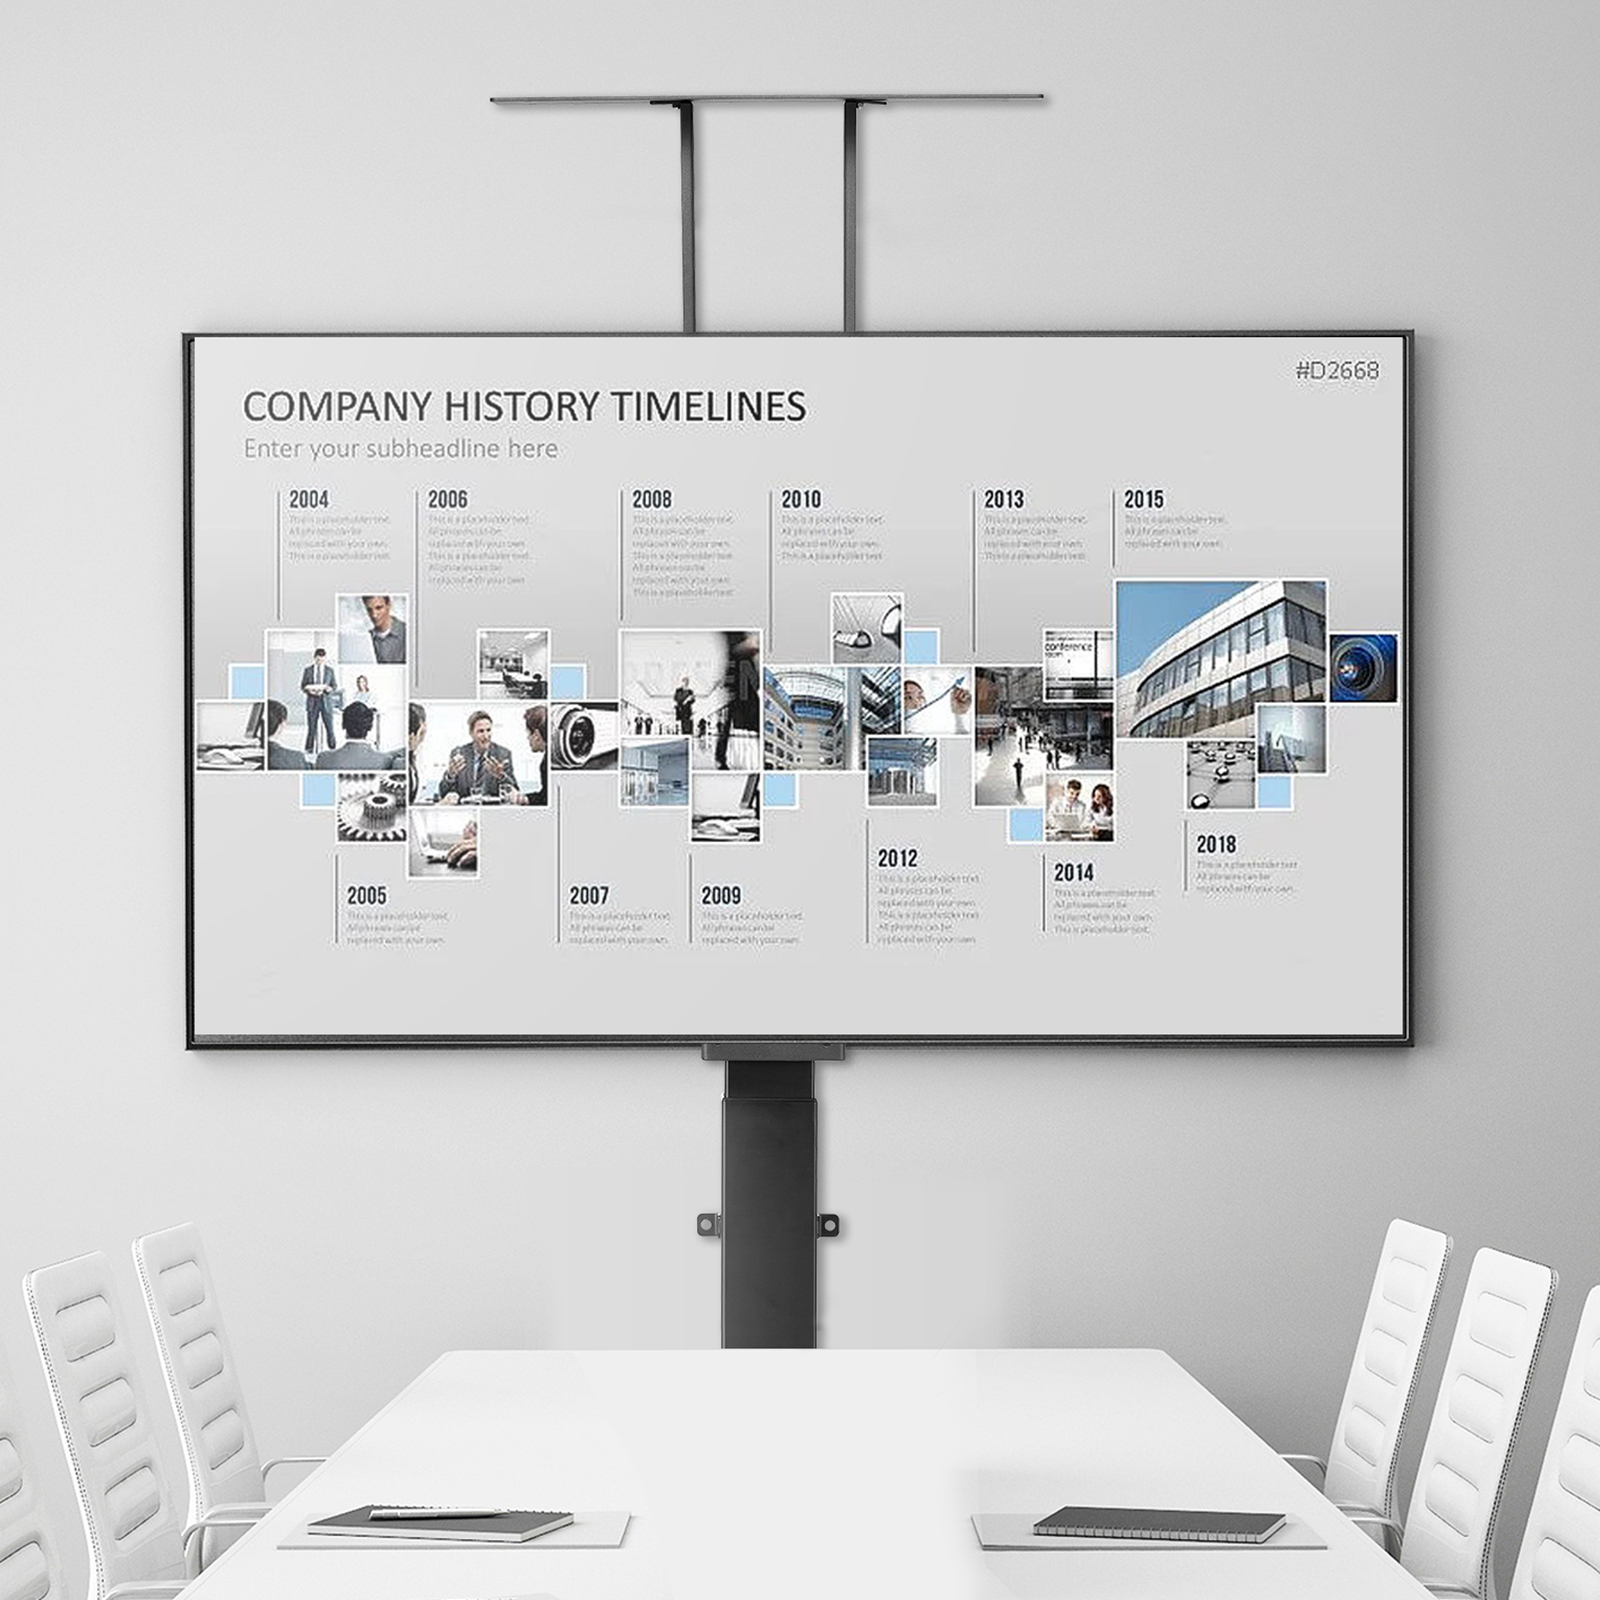 #D2668
COMPANY HISTORY TIMELINES
Enter your subheadline here
2004
This is a placeholder text.
All phrases can be
replaced with your own.
This is a placeholder text.
2006
This is a placeholder text.
All phrases can be
replaced with your own.
This is a placeholder text.
All phrases can be
replaced with your own.
2008
This is a placeholder text.
All phrases can be
replaced with your own.
This is a placeholder text.
All phrases can be
replaced with your own.
This is a placeholder text.
2010
This is a placeholder text.
All phrases can be
replaced with your own.
This is a placeholder text.
2013
This is a placeholder text.
All phrases can be
replaced with your own.
This is a placeholder text.
2015
This is a placeholder text.
All phrases can be
replaced with your own.
conference
room
2005
This is a placeholder text.
All phrases can be
replaced with your own.
2007
This is a placeholder text.
All phrases can be
replaced with your own.
2009
This is a placeholder text.
All phrases can be
replaced with your own.
2012
This is a placeholder text.
All phrases can be
replaced with your own.
This is a placeholder text.
All phrases can be
replaced with your own.
2014
This is a placeholder text.
All phrases can be
replaced with your own.
This is a placeholder text.
2018
This is a placeholder text.
All phrases can be
replaced with your own.